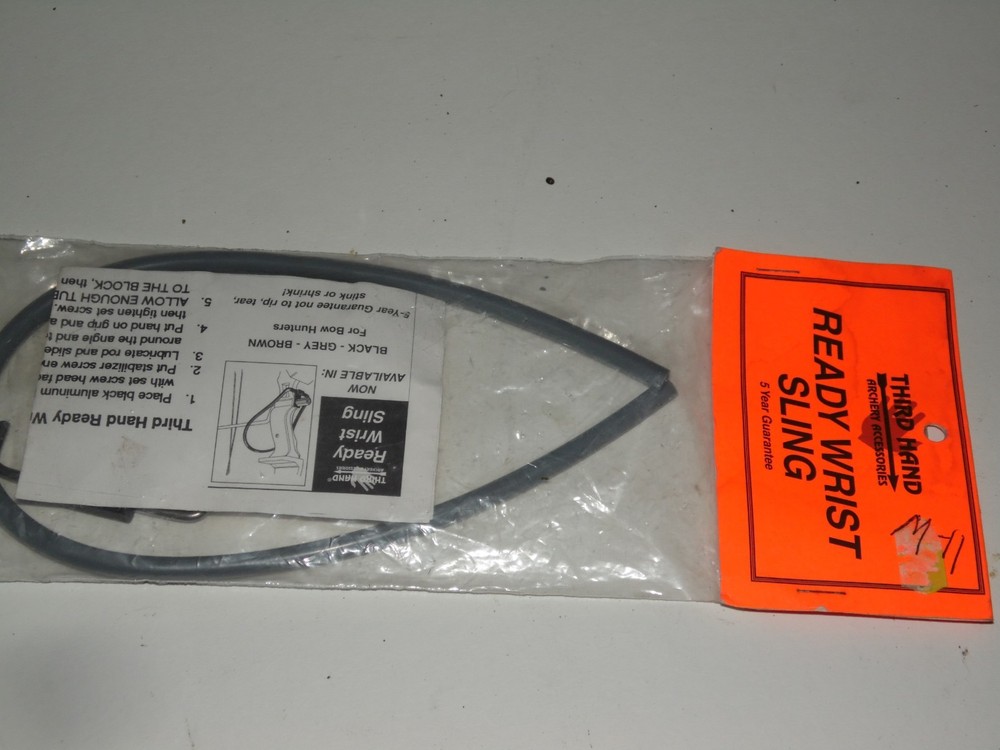 THIRD HAND
ARCHERY ACCESSORIES
READY WRIST
SLING
5 Year Guarantee
THIRD HAND®
Ready
Wrist
Sling
NOW
AVAILABLE IN:
BLACK - GREY - BROWN
For Bow Hunters
5-Year Guarantee not to rip, tear,
stink or shrink!
Third Hand Ready W
1. Place black aluminum
with set screw head fac
2. Put stabilizer screw en
3. Lubricate rod and slide
around the angle and t
4. Put hand on grip and a
then tighten set screw.
5. ALLOW ENOUGH TUB
TO THE BLOCK, then